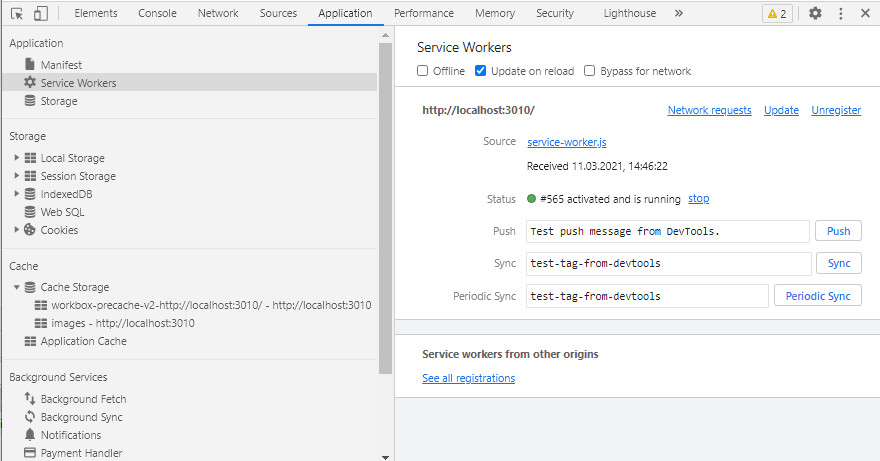 Elements Console Network Sources Application Performance Memory Security Lighthouse » 2
Application
Manifest
Service Workers
Storage
Storage
Local Storage
Session Storage
IndexedDB
Web SQL
Cookies
Cache
Cache Storage
workbox-precache-v2-http://localhost:3010/ - http://localhost:3010
images - http://localhost:3010
Application Cache
Background Services
Background Fetch
Background Sync
Notifications
Payment Handler
Service Workers
Offline Update on reload Bypass for network
http://localhost:3010/ Network requests Update Unregister
Source service-worker.js
Received 11.03.2021, 14:46:22
Status #565 activated and is running stop
Push Test push message from DevTools. Push
Sync test-tag-from-devtools Sync
Periodic Sync test-tag-from-devtools Periodic Sync
Service workers from other origins
See all registrations